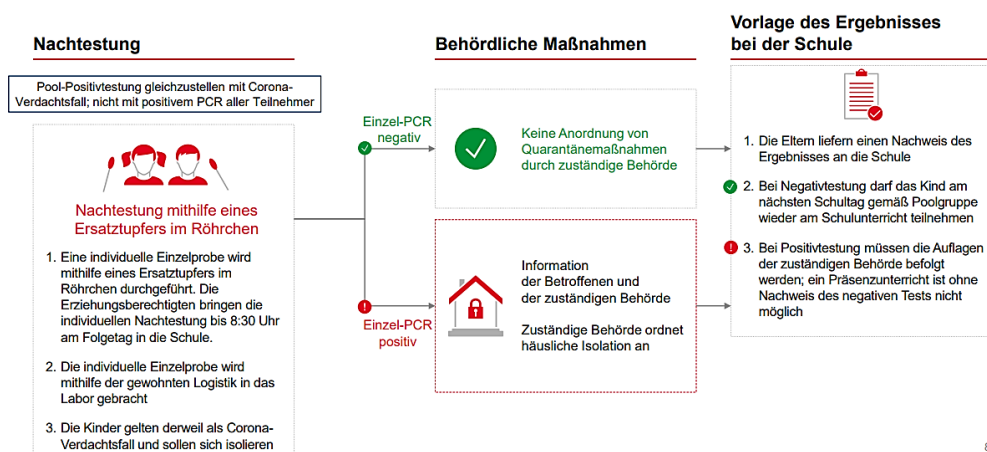 Nachtestung
Pool-Positivtestung gleichzustellen mit Corona-
Verdachtsfall; nicht mit positivem PCR aller Teilnehmer
Nachtestung mithilfe eines
Ersatztupfers im Röhrchen
1. Eine individuelle Einzelprobe wird
mithilfe eines Ersatztupfers im
Röhrchen durchgeführt. Die
Erziehungsberechtigten bringen die
individuellen Nachtestung bis 8:30 Uhr
am Folgetag in die Schule.
2. Die individuelle Einzelprobe wird
mithilfe der gewohnten Logistik in das
Labor gebracht
3. Die Kinder gelten derweil als Corona-
Verdachtsfall und sollen sich isolieren
Einzel-PCR
negativ
Einzel-PCR
positiv
Behördliche Maßnahmen
Keine Anordnung von
Quarantänemaßnahmen
durch zuständige Behörde
Information
der Betroffenen und
der zuständigen Behörde
Zuständige Behörde ordnet
häusliche Isolation an
Vorlage des Ergebnisses
bei der Schule
1. Die Eltern liefern einen Nachweis des
Ergebnisses an die Schule
2. Bei Negativtestung darf das Kind am
nächsten Schultag gemäß Poolgruppe
wieder am Schulunterricht teilnehmen
3. Bei Positivtestung müssen die Auflagen
der zuständigen Behörde befolgt
werden; ein Präsenzunterricht ist ohne
Nachweis des negativen Tests nicht
möglich